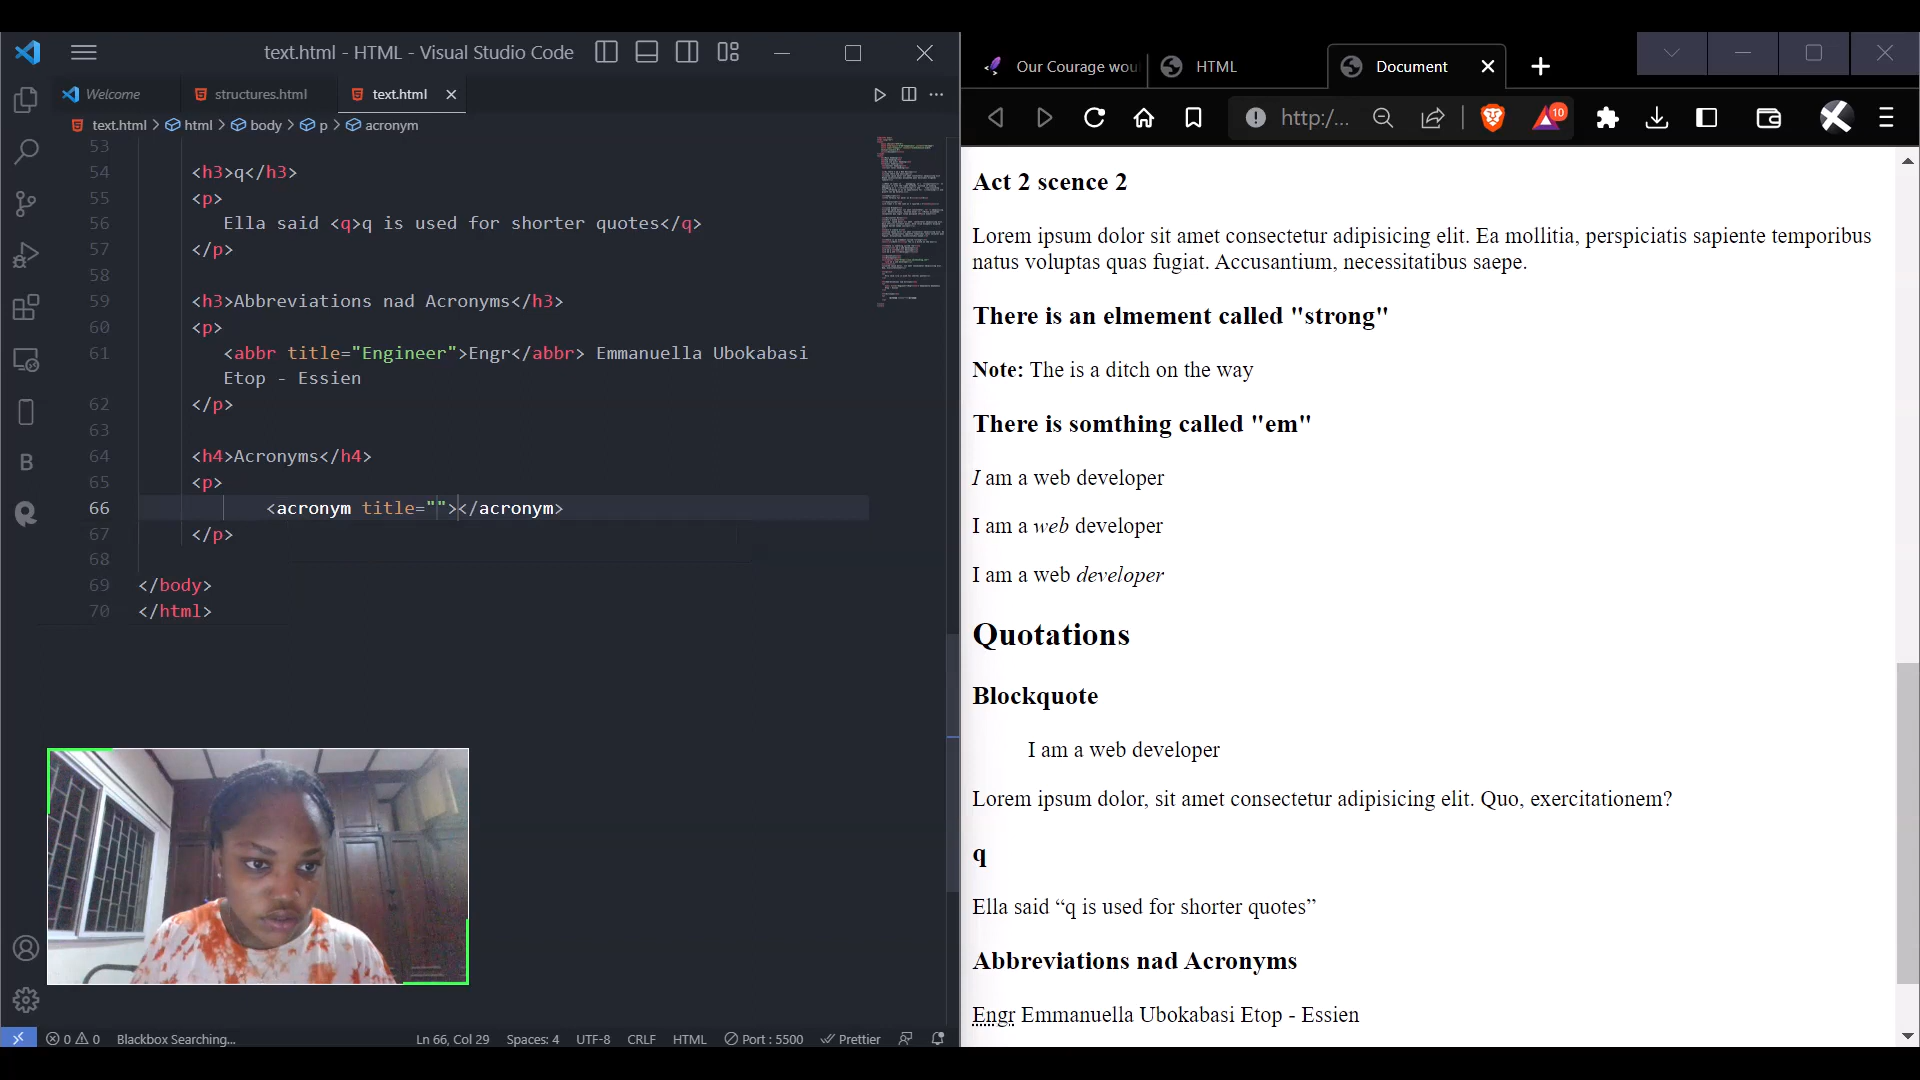 text.html - HTML - Visual Studio Code
Welcome
structures.html
text.html
text.html > html > body > p > acronym
53
54 <h3>q</h3>
55 <p>
56 Ella said <q>q is used for shorter quotes</q>
57 </p>
58
59 <h3>Abbreviations nad Acronyms</h3>
60 <p>
61 <abbr title="Engineer">Engr</abbr> Emmanuella Ubokabasi
Etop - Essien
62 </p>
63
64 <h4>Acronyms</h4>
65 <p>
66 <acronym title=""></acronym>
67 </p>
68
69 </body>
70 </html>
B
0 0 Blackbox Searching... Ln 66, Col 29 Spaces: 4 UTF-8 CRLF HTML Port : 5500 Prettier
Our Courage wou
HTML
Document
http:/...
10
Act 2 scence 2
Lorem ipsum dolor sit amet consectetur adipisicing elit. Ea mollitia, perspiciatis sapiente temporibus
natus voluptas quas fugiat. Accusantium, necessitatibus saepe.
There is an elmement called "strong"
Note: The is a ditch on the way
There is somthing called "em"
I am a web developer
I am a web developer
I am a web developer
Quotations
Blockquote
I am a web developer
Lorem ipsum dolor, sit amet consectetur adipisicing elit. Quo, exercitationem?
q
Ella said “q is used for shorter quotes”
Abbreviations nad Acronyms
Engr Emmanuella Ubokabasi Etop - Essien